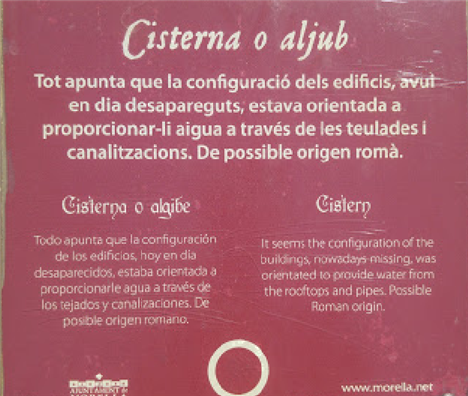 Cisterna o aljub
Tot apunta que la configuració dels edificis, avui
en dia desapareguts, estava orientada a
proporcionar-li aigua a través de les teulades i
canalitzacions. De possible origen romà.
Cisterna o algibe
Todo apunta que la configuración
de los edificios, hoy en día
desaparecidos, estaba orientada a
proporcionarle agua a través de
los tejados y canalizaciones. De
posible origen romano.
Cistern
It seems the configuration of the
buildings, nowadays missing, was
orientated to provide water from
the rooftops and pipes. Possible
Roman origin.
AJUNTAMENT de
MORELLA
www.morella.net